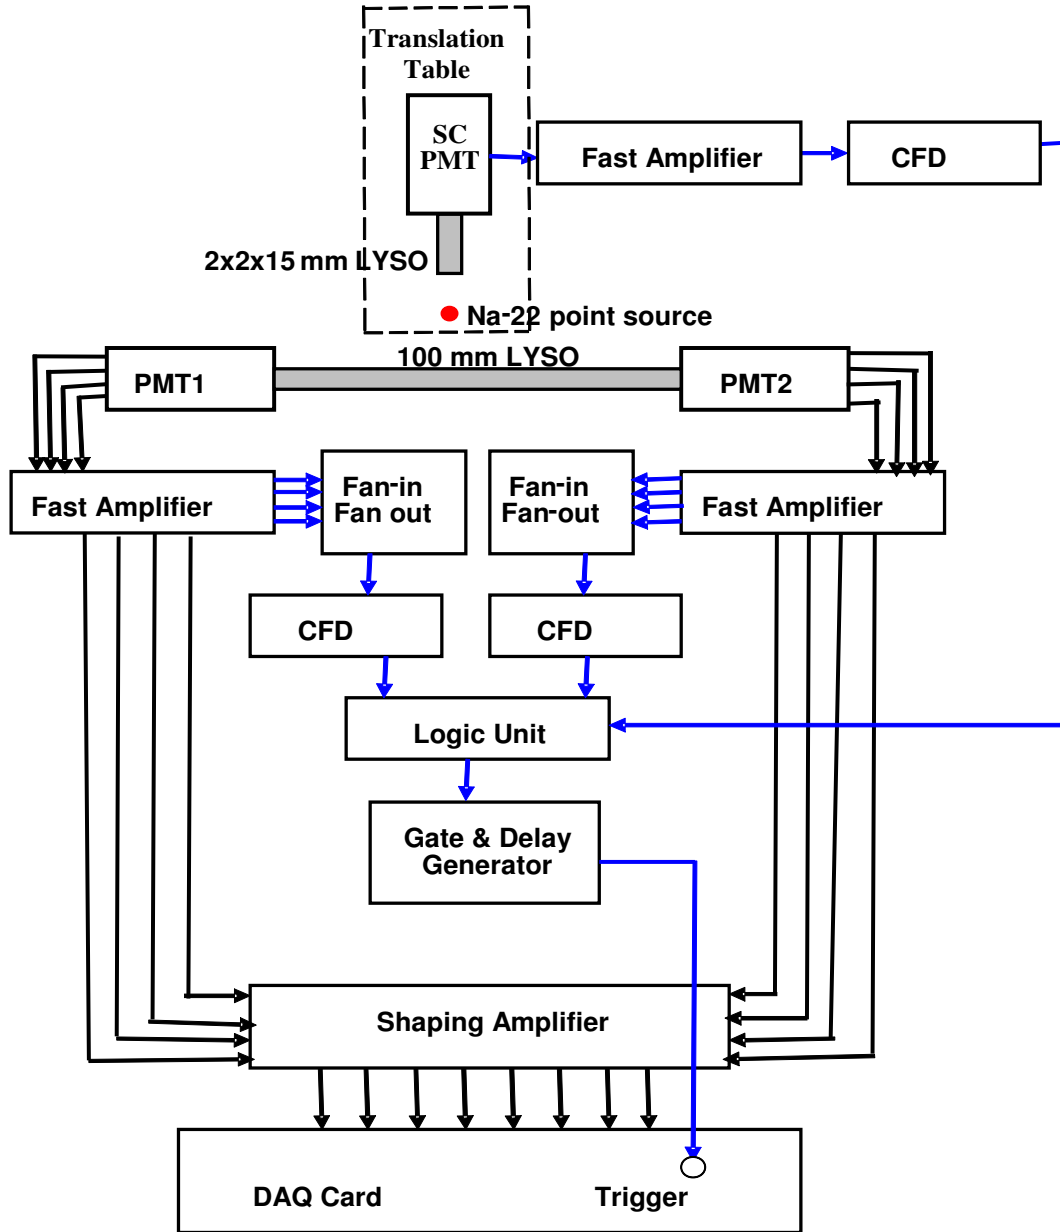 Translation
Table
SC
PMT
Fast Amplifier
CFD
2x2x15 mm LYSO
Na-22 point source
100 mm LYSO
PMT1
PMT2
Fast Amplifier
Fan-in
Fan out
Fan-in
Fan-out
Fast Amplifier
CFD
CFD
Logic Unit
Gate & Delay
Generator
Shaping Amplifier
DAQ Card
Trigger